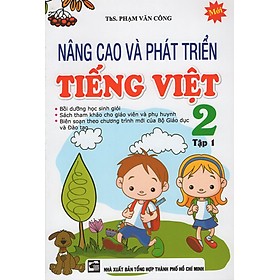 ThS. PHẠM VĂN CÔNG
Mới
NÂNG CAO VÀ PHÁT TRIỂN
TIẾNG VIỆT
• Bồi dưỡng học sinh giỏi
• Sách tham khảo cho giáo viên và phụ huynh
• Biên soạn theo chương trình mới của Bộ Giáo dục
và Đào tạo
2
Tập 1
NHÀ XUẤT BẢN TỔNG HỢP THÀNH PHỐ HỒ CHÍ MINH